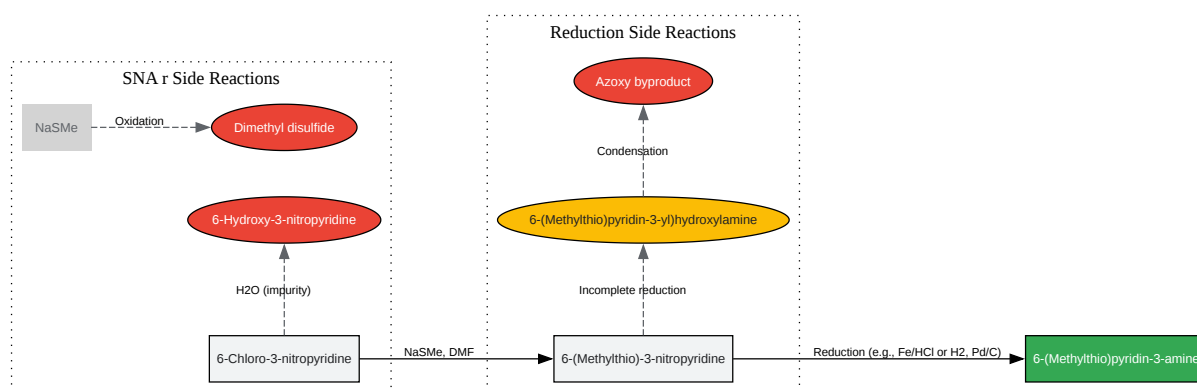 Reduction Side Reactions
SNA r Side Reactions
Azoxy byproduct
NaSMe
Oxidation
Dimethyl disulfide
Condensation
6-Hydroxy-3-nitropyridine
6-(Methylthio)pyridin-3-yl)hydroxylamine
H2O (impurity)
Incomplete reduction
6-Chloro-3-nitropyridine
NaSMe, DMF
6-(Methylthio)-3-nitropyridine
Reduction (e.g., Fe/HCl or H2, Pd/C)
6-(Methylthio)pyridin-3-amine